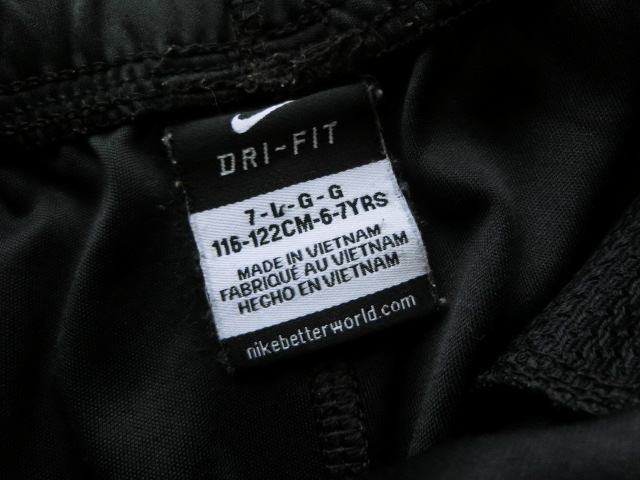 DRI-FIT
7-L-G-G
116-122CM-6-7YRS
MADE IN VIETNAM
FABRIQUÉ AU VIETNAM
HECHO EN VIETNAM
nikebetterworld.com